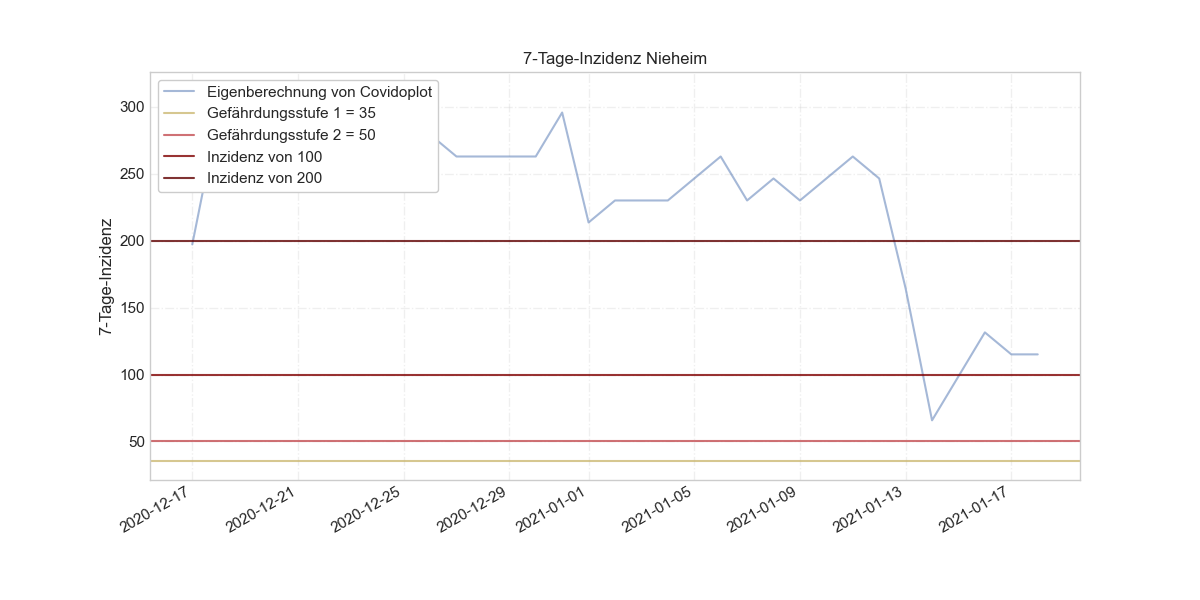 7-Tage-Inzidenz Nieheim
Eigenberechnung von Covidoplot
Gefährdungsstufe 1 = 35
Gefährdungsstufe 2 = 50
Inzidenz von 100
Inzidenz von 200
7-Tage-Inzidenz
300
250
200
150
100
50
2020-12-17
2020-12-21
2020-12-25
2020-12-29
2021-01-01
2021-01-05
2021-01-09
2021-01-13
2021-01-17